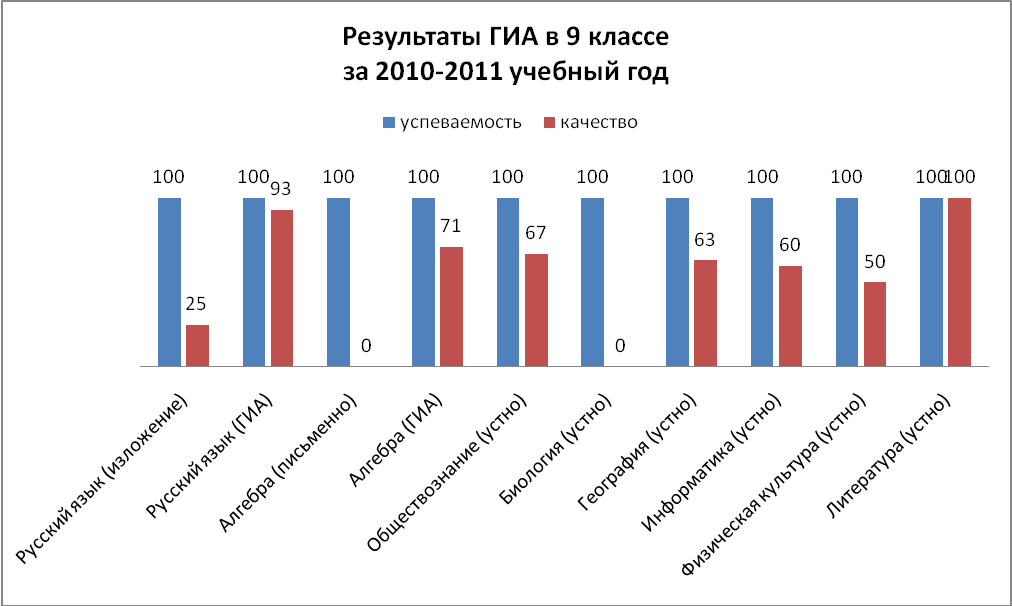 Результаты ГИА в 9 классе
за 2010-2011 учебный год
успеваемость качество
100 100 93 100 100 100 100 100 100 100 100 100
25 0 71 67 0 63 60 50
Русский язык (изложение)
Русский язык (ГИА)
Алгебра (письменно)
Алгебра (ГИА)
Обществознание (устно)
Биология (устно)
География (устно)
Информатика (устно)
Физическая культура (устно)
Литература (устно)